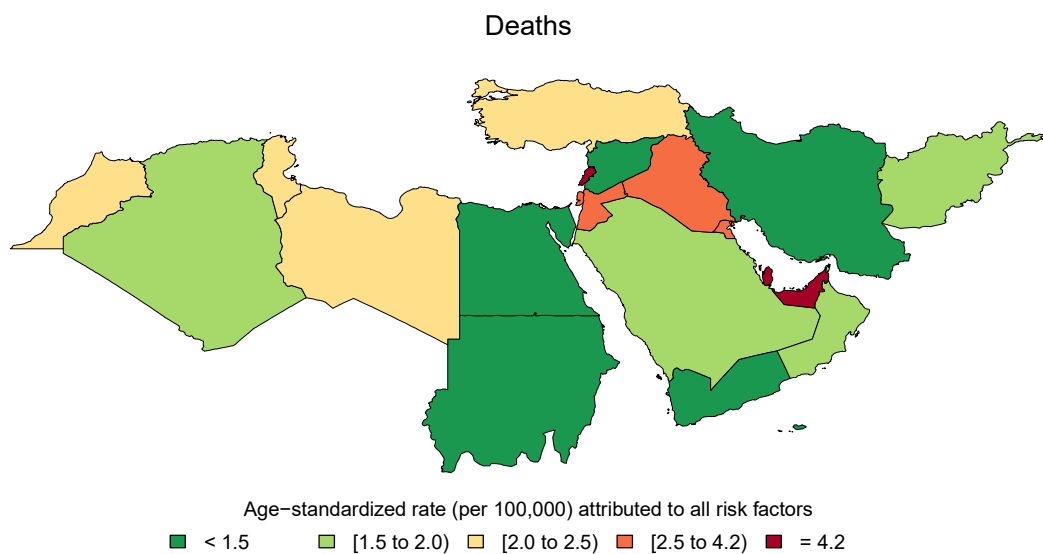 Deaths
Age−standardized rate (per 100,000) attributed to all risk factors
< 1.5 [1.5 to 2.0) [2.0 to 2.5) [2.5 to 4.2) = 4.2